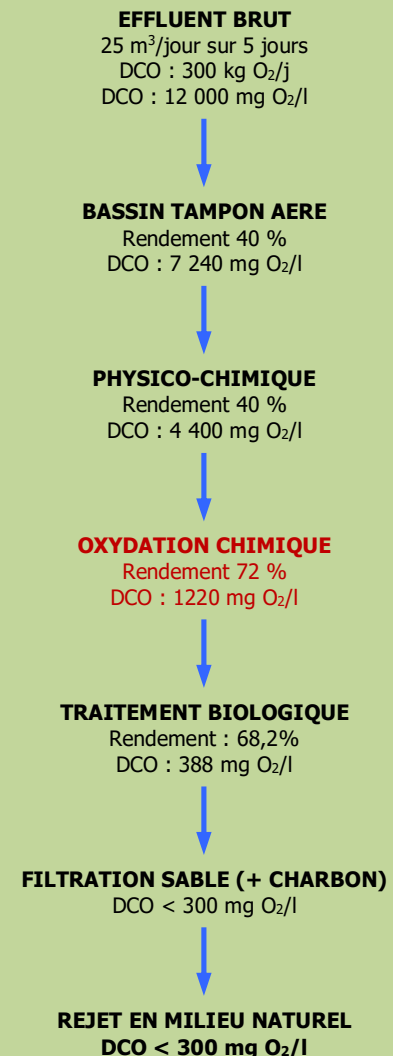 EFFLUENT BRUT
25 m³/jour sur 5 jours
DCO : 300 kg O₂/j
DCO : 12 000 mg O₂/l
BASSIN TAMPON AERE
Rendement 40 %
DCO : 7 240 mg O₂/l
PHYSICO-CHIMIQUE
Rendement 40 %
DCO : 4 400 mg O₂/l
OXYDATION CHIMIQUE
Rendement 72 %
DCO : 1220 mg O₂/l
TRAITEMENT BIOLOGIQUE
Rendement : 68,2%
DCO : 388 mg O₂/l
FILTRATION SABLE (+ CHARBON)
DCO < 300 mg O₂/l
REJET EN MILIEU NATUREL
DCO < 300 mg O₂/l